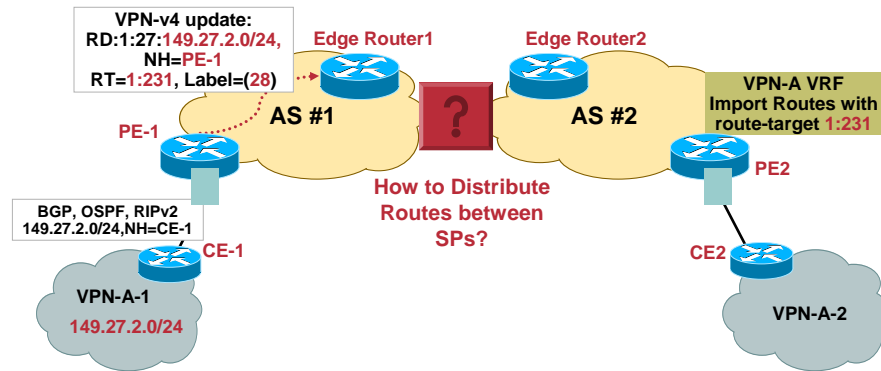 VPN-v4 update:
RD:1:27:149.27.2.0/24,
NH=PE-1
RT=1:231, Label=(28)
Edge Router1
Edge Router2
AS #1
?
AS #2
VPN-A VRF
Import Routes with
route-target 1:231
PE-1
PE2
How to Distribute
Routes between
SPs?
BGP, OSPF, RIPv2
149.27.2.0/24,NH=CE-1
CE-1
CE2
VPN-A-1
149.27.2.0/24
VPN-A-2